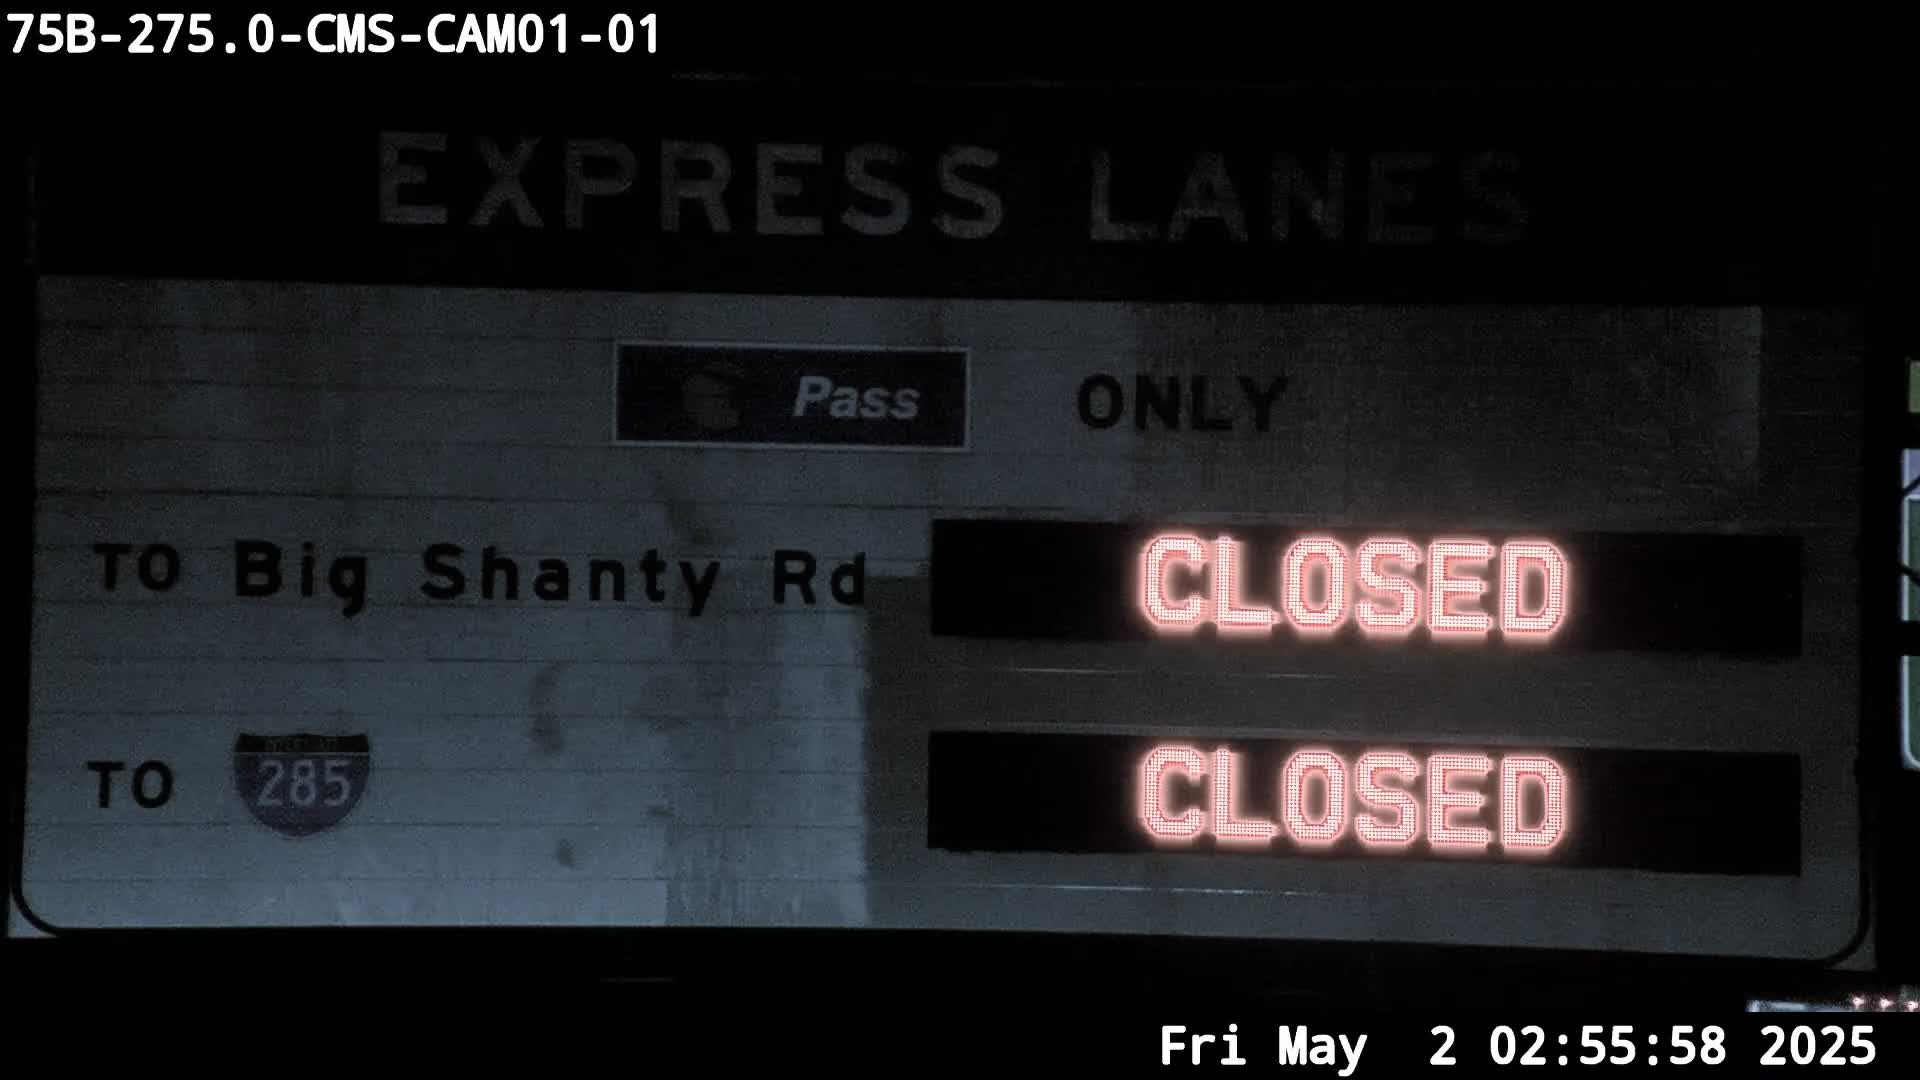 75B-275.0-CMS-CAM01-01
EXPRESS LANES
Pass ONLY
TO Big Shanty Rd CLOSED
TO INTERSTATE 285 CLOSED
Fri May 2 02:55:58 2025